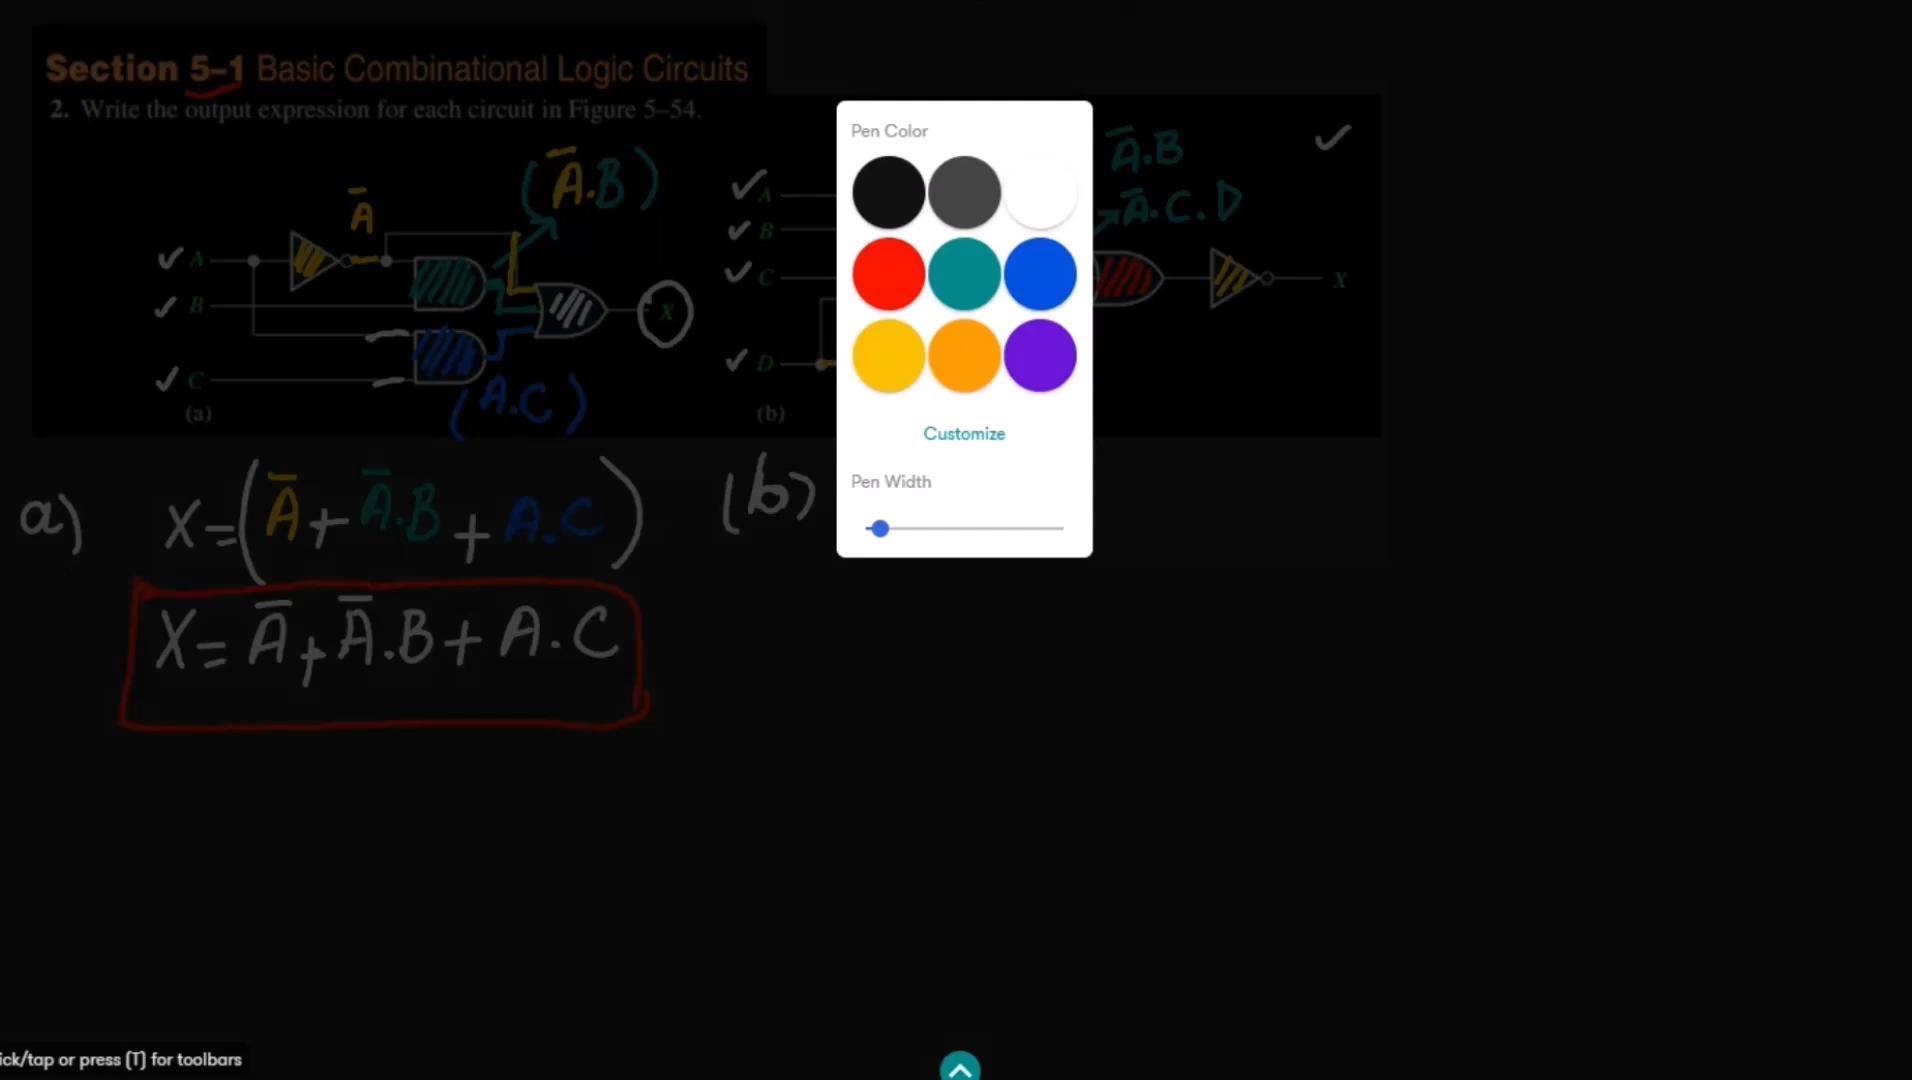 Section 5–1 Basic Combinational Logic Circuits
2. Write the output expression for each circuit in Figure 5–54.
Ā
(Ā.B)
A
B
C
X
(A.C)
(a)
A
B
C
D
(b)
Ā.B
Ā.C.D
X
Pen Color
Customize
Pen Width
a) X=(Ā+Ā.B+A.C)
X=Ā+Ā.B+A.C
(b)
ick/tap or press (T) for toolbars